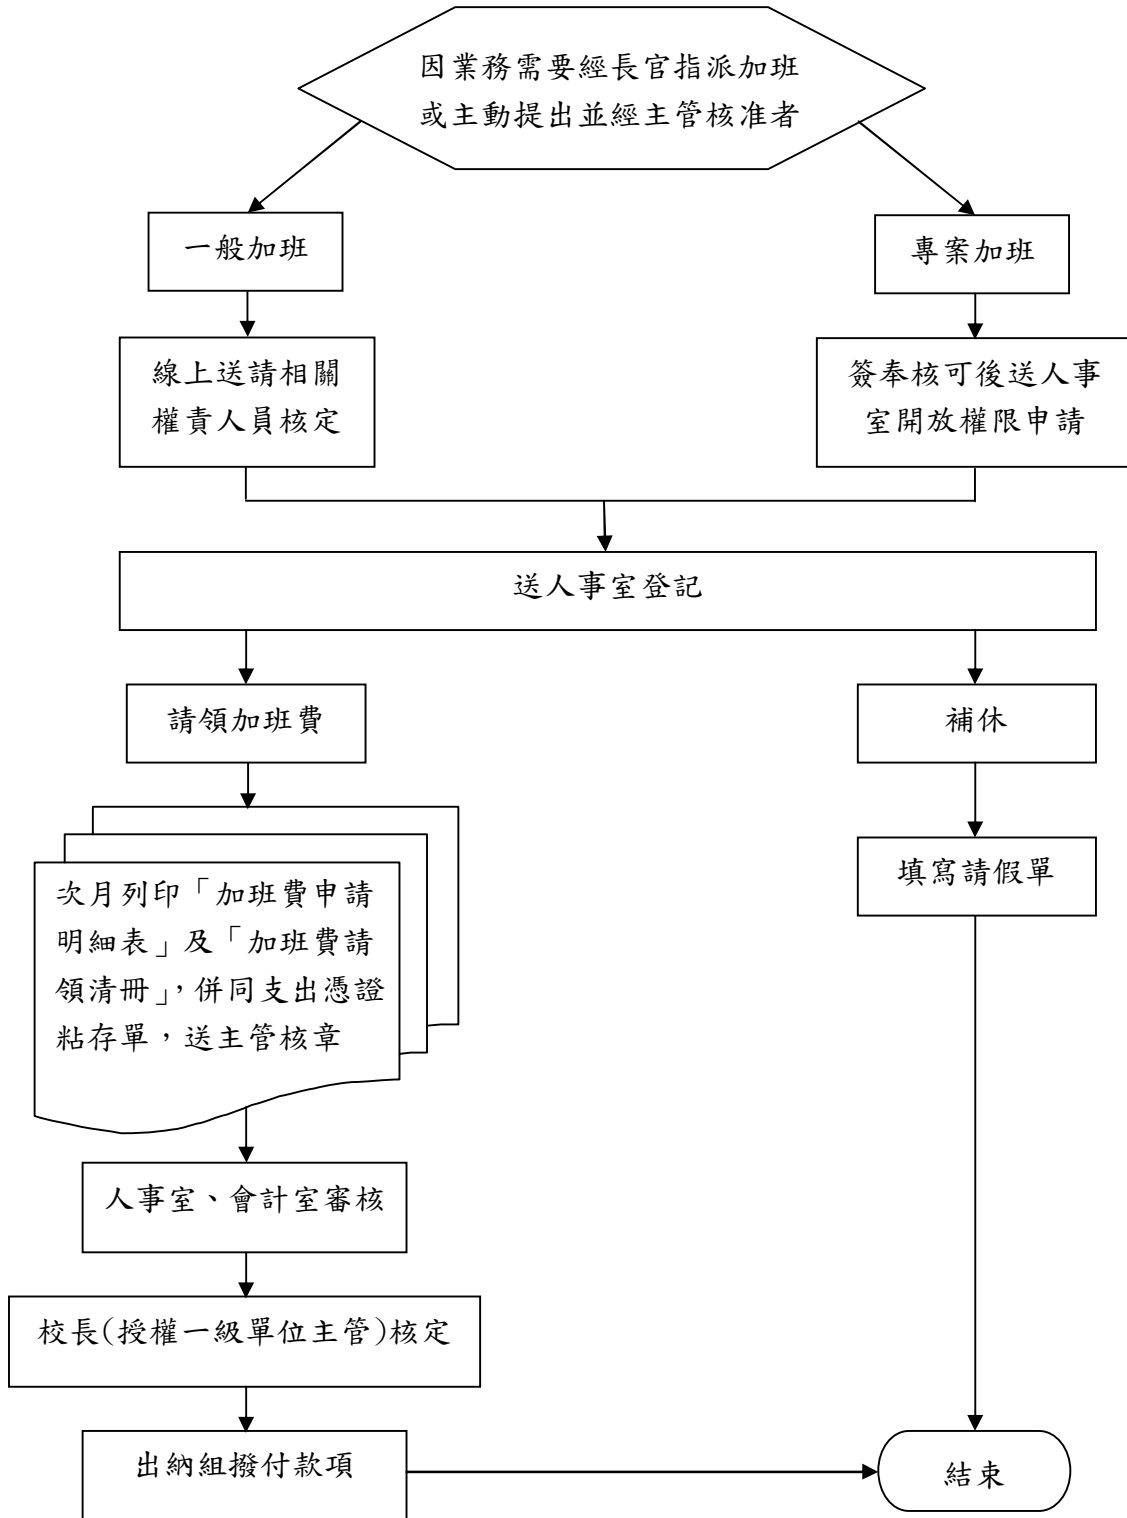 因業務需要經長官指派加班
或主動提出並經主管核准者
一般加班
專案加班
線上送請相關
權責人員核定
簽奉核可後送人事
室開放權限申請
送人事室登記
請領加班費
補休
次月列印「加班費申請
明細表」及「加班費請
領清冊」，併同支出憑證
粘存單，送主管核章
填寫請假單
人事室、會計室審核
校長(授權一級單位主管)核定
出納組撥付款項
結束